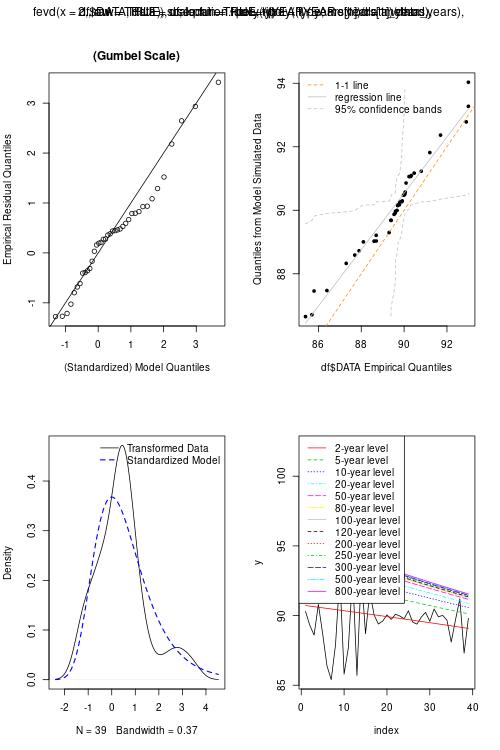 fevd(x =
(Gumbel Scale)
Empirical Residual Quantiles
3
2
1
0
-1
-1 0 1 2 3
(Standardized) Model Quantiles
1-1 line
regression line
95% confidence bands
Quantiles from Model Simulated Data
94
92
90
88
86 88 90 92
df$DATA Empirical Quantiles
Transformed Data
Standardized Model
Density
0.4
0.3
0.2
0.1
0.0
-2 -1 0 1 2 3 4
N = 39 Bandwidth = 0.37
2-year level
5-year level
10-year level
20-year level
50-year level
80-year level
100-year level
120-year level
200-year level
250-year level
300-year level
500-year level
800-year level
y
100
95
90
85
0 10 20 30 40
index